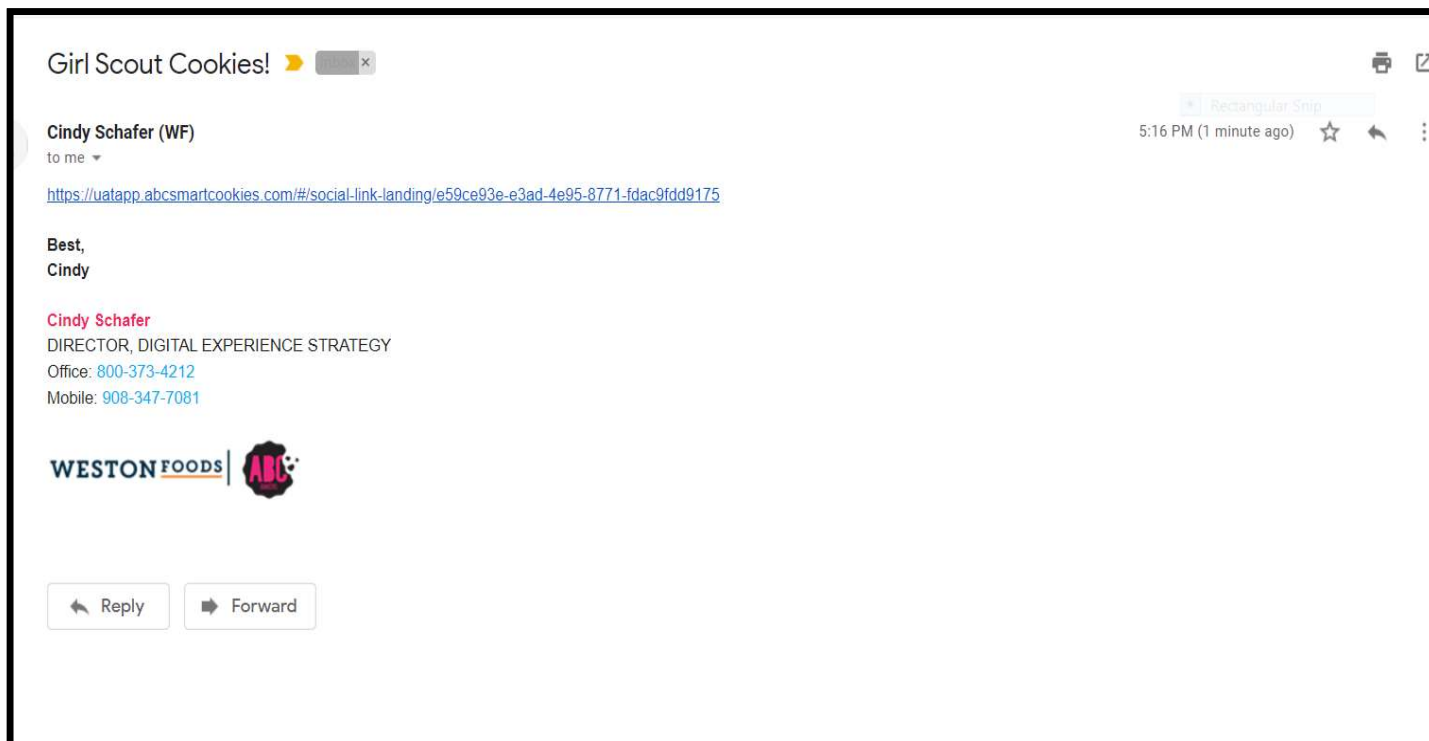 Girl Scout Cookies!
Inbox x
Rectangular Snip
Cindy Schafer (WF)
5:16 PM (1 minute ago)
to me
https://uatapp.abcsmartcookies.com/#/social-link-landing/e59ce93e-e3ad-4e95-8771-fdac9fdd9175
Best,
Cindy
Cindy Schafer
DIRECTOR, DIGITAL EXPERIENCE STRATEGY
Office: 800-373-4212
Mobile: 908-347-7081
WESTON FOODS ABC
Reply
Forward